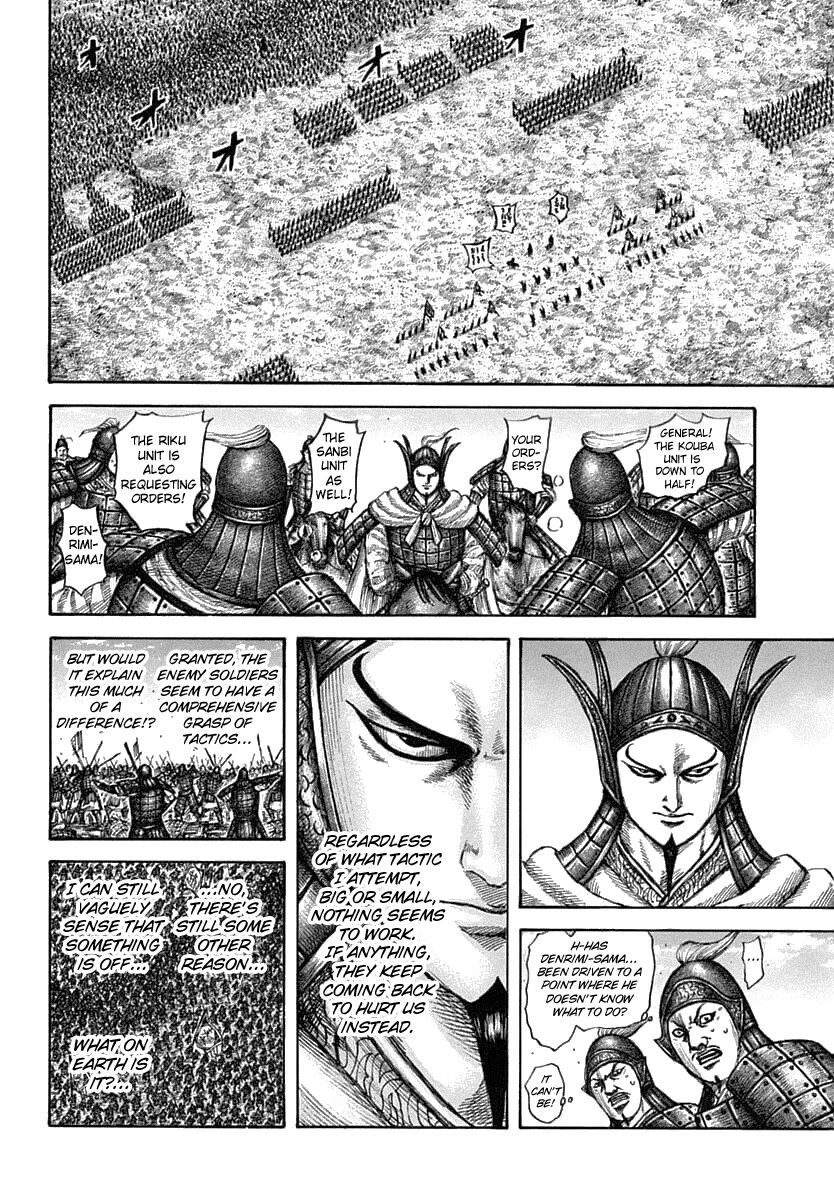 GENERAL!
THE KOUBA
UNIT IS
DOWN TO
HALF!
YOUR
ORD-
ERS?
THE
SANBI
UNIT
AS
WELL!
THE RIKU
UNIT IS
ALSO
REQUESTING
ORDERS!
DEN-
RIMI-
SAMA!
...
H-HAS
DENRIMI-SAMA...
BEEN DRIVEN TO A
POINT WHERE HE
DOESN'T KNOW
WHAT TO DO?
IT
CAN'T
BE!
REGARDLESS
OF WHAT TACTIC
I ATTEMPT,
BIG OR SMALL,
NOTHING SEEMS
TO WORK.
IF ANYTHING,
THEY KEEP
COMING BACK
TO HURT US
INSTEAD.
GRANTED, THE
ENEMY SOLDIERS
SEEM TO HAVE A
COMPREHENSIVE
GRASP OF
TACTICS...
BUT WOULD
IT EXPLAIN
THIS MUCH
OF A
DIFFERENCE!?
...NO,
THERE'S
STILL SOME
OTHER
REASON...
I CAN STILL
VAGUELY
SENSE THAT
SOMETHING
IS OFF...
WHAT ON
EARTH IS
IT?...